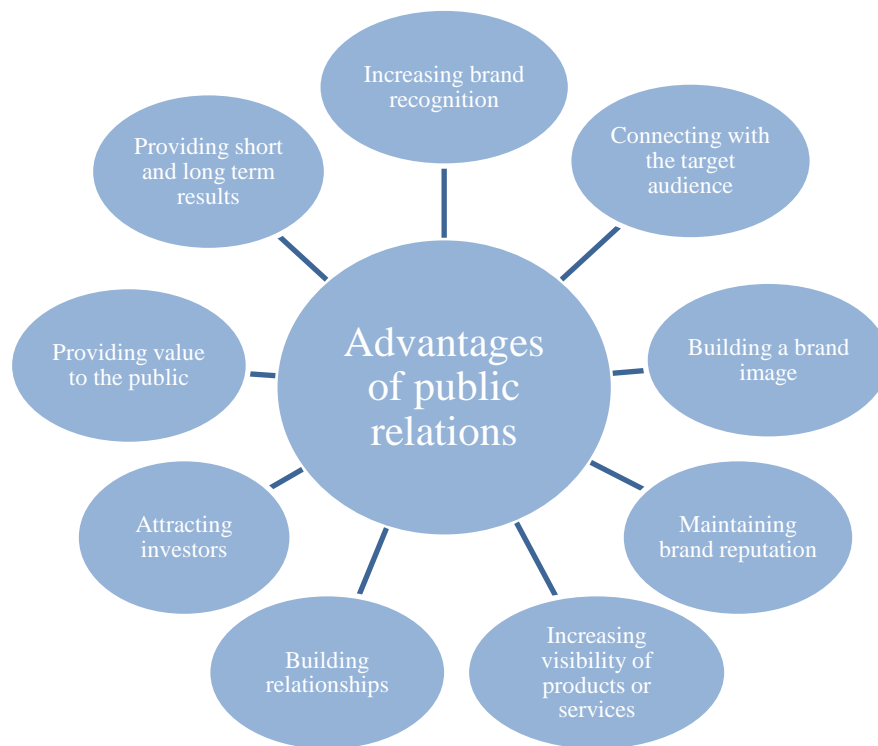 Increasing brand
recognition
Connecting with
the target
audience
Building a brand
image
Maintaining
brand reputation
Increasing
visibility of
products or
services
Building
relationships
Attracting
investors
Providing value
to the public
Providing short
and long term
results
Advantages
of public
relations